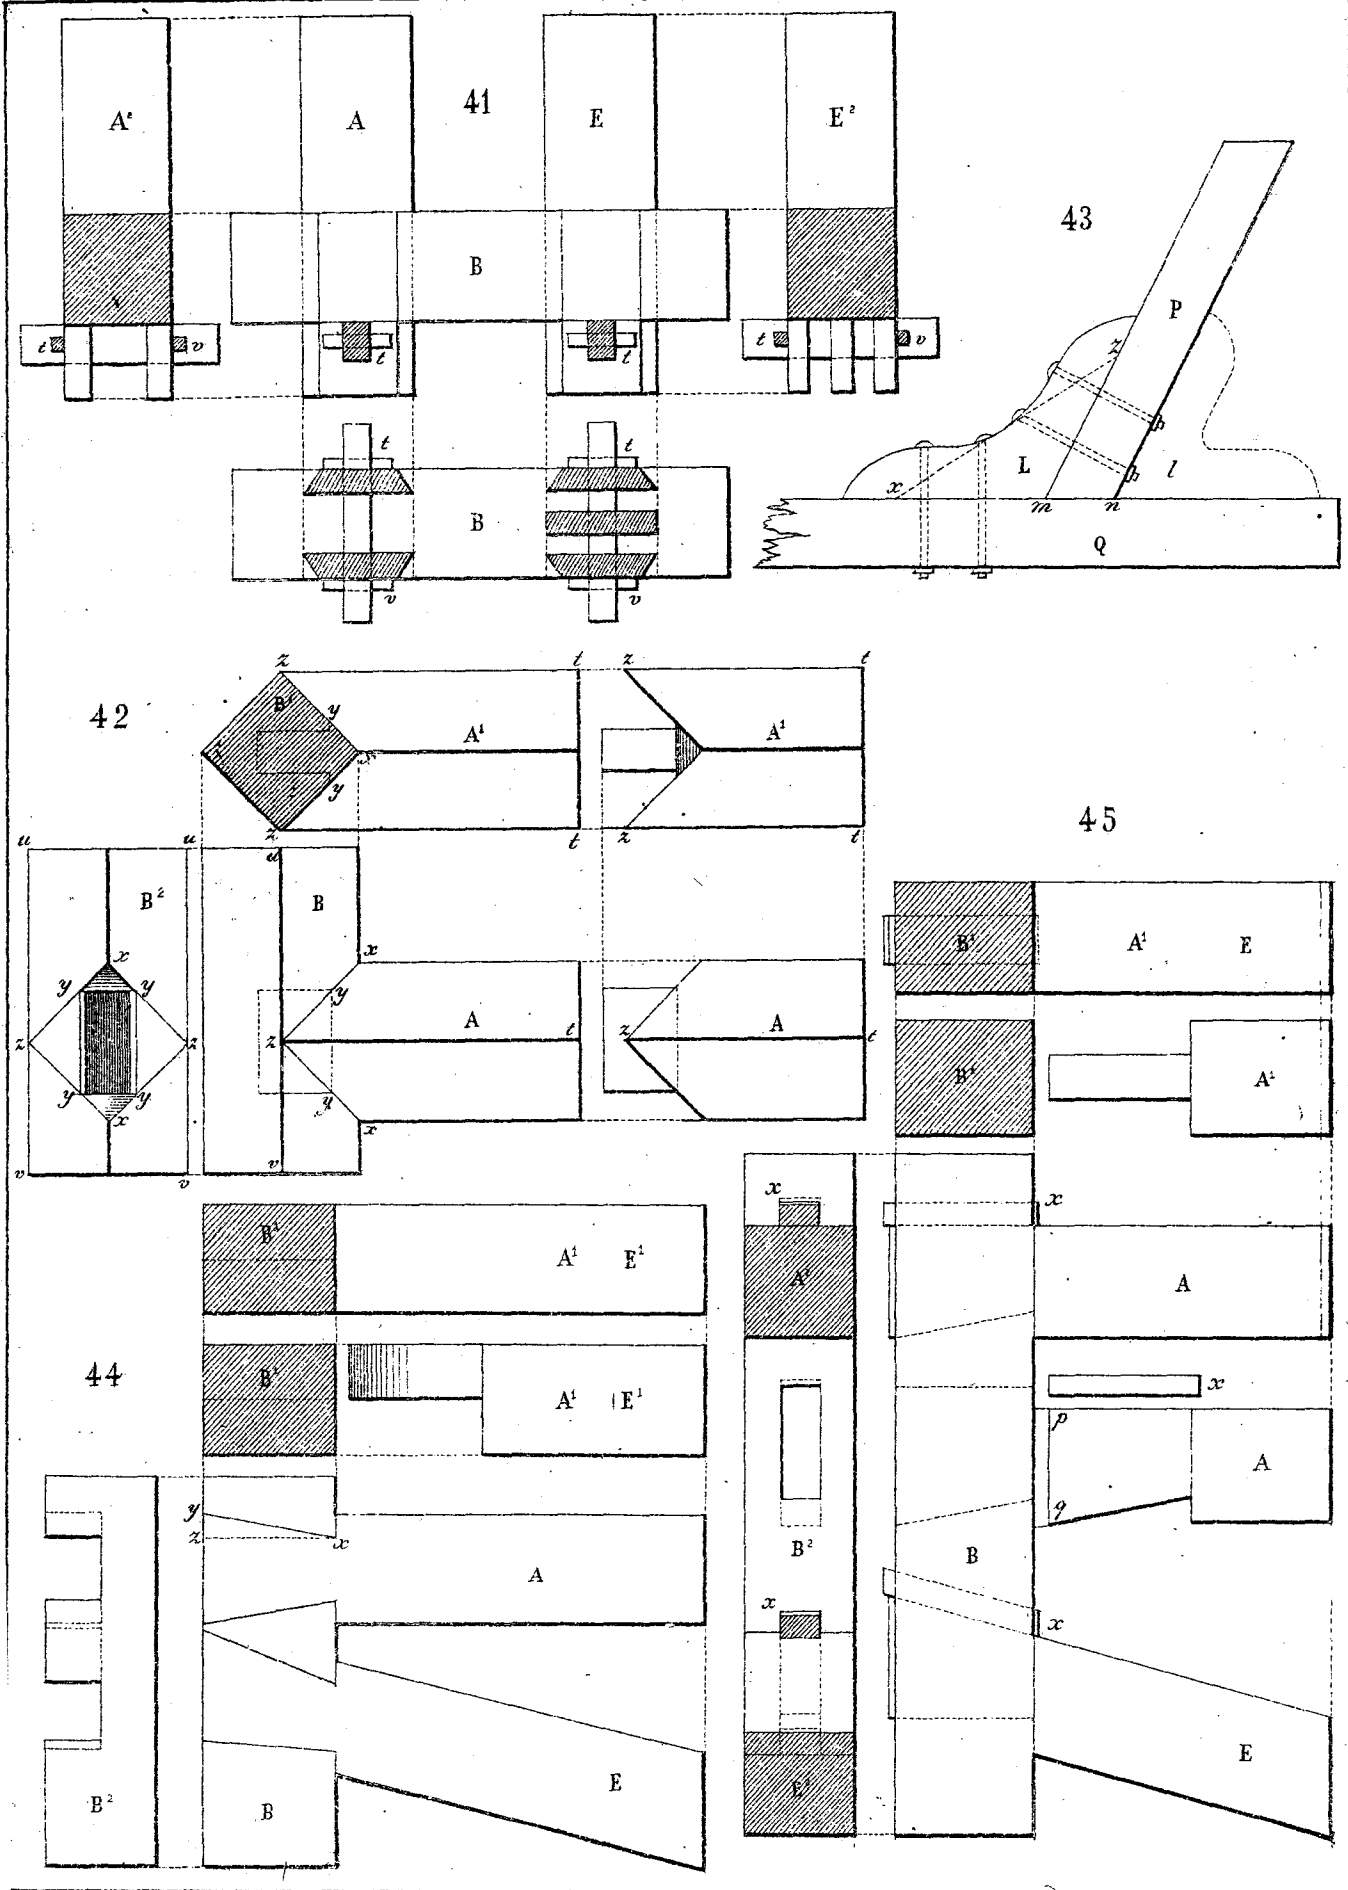 41
A² A E E²
B
t v t t t v
t t
B
v v
43
P
z
L l
x m n
Q
42
z t z t
B¹ y A¹ A¹
x x
y
z t z t
u u u
B² B
x x
y y y
z z z A t z A t
y y y
x x
v v v
45
B¹ A¹ E
B¹ A¹
x x
A² A
x
p
A
q
B² B
x x
E
E²
44
B¹ A¹ E¹
B¹ A¹ E¹
y
z x
A
E
B² B